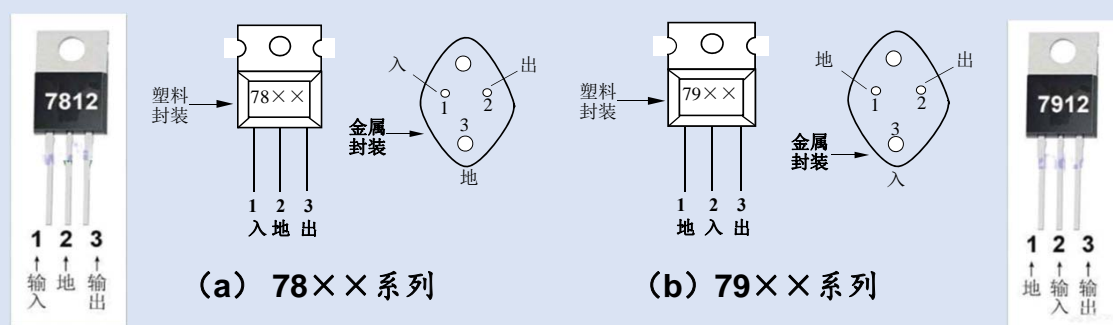 7812
1 2 3
输入 地 输出
塑料
封装
78××
1 2 3
入 地 出
入
出
1 2
3
金属
封装
地
(a) 78××系列
塑料
封装
79××
1 2 3
地 入 出
地
出
1 2
3
金属
封装
入
(b) 79××系列
7912
1 2 3
地 输入 输出